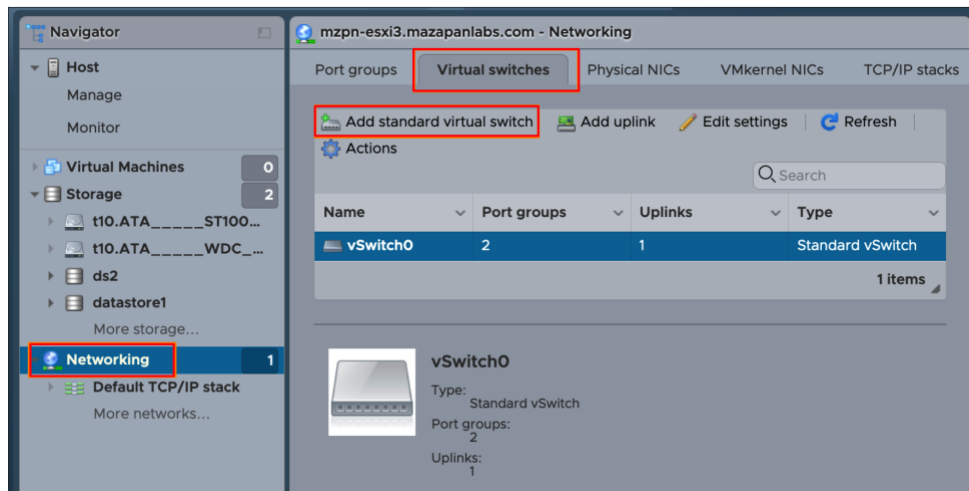 Navigator
Host
Manage
Monitor
Virtual Machines 0
Storage 2
t10.ATA_____ST100...
t10.ATA_____WDC_...
ds2
datastore1
More storage...
Networking 1
Default TCP/IP stack
More networks...
mzpn-esxi3.mazapanlabs.com - Networking
Port groups Virtual switches Physical NICs VMkernel NICs TCP/IP stacks
Add standard virtual switch Add uplink Edit settings Refresh
Actions
Search
Name Port groups Uplinks Type
vSwitch0 2 1 Standard vSwitch
1 items
vSwitch0
Type:
Standard vSwitch
Port groups:
2
Uplinks:
1